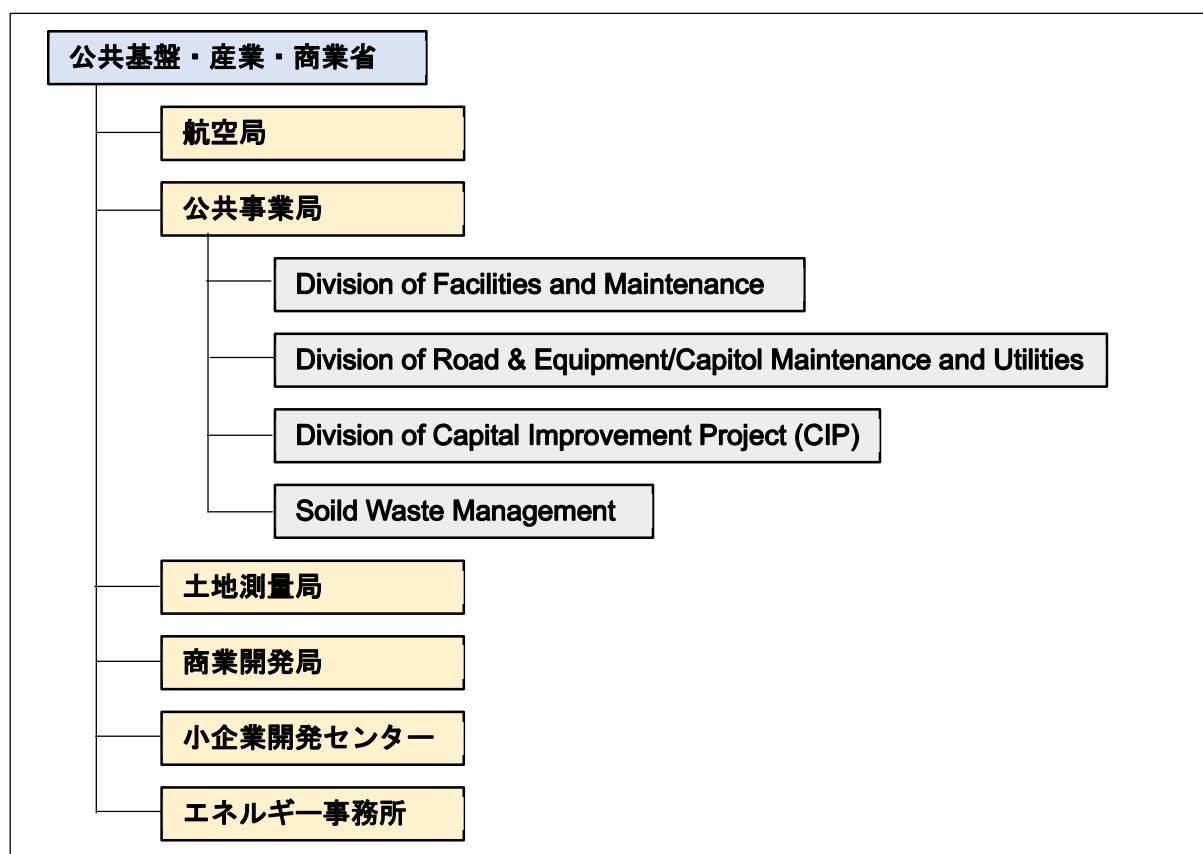 公共基盤・産業・商業省
航空局
公共事業局
Division of Facilities and Maintenance
Division of Road & Equipment/Capitol Maintenance and Utilities
Division of Capital Improvement Project (CIP)
Soild Waste Management
土地測量局
商業開発局
小企業開発センター
エネルギー事務所